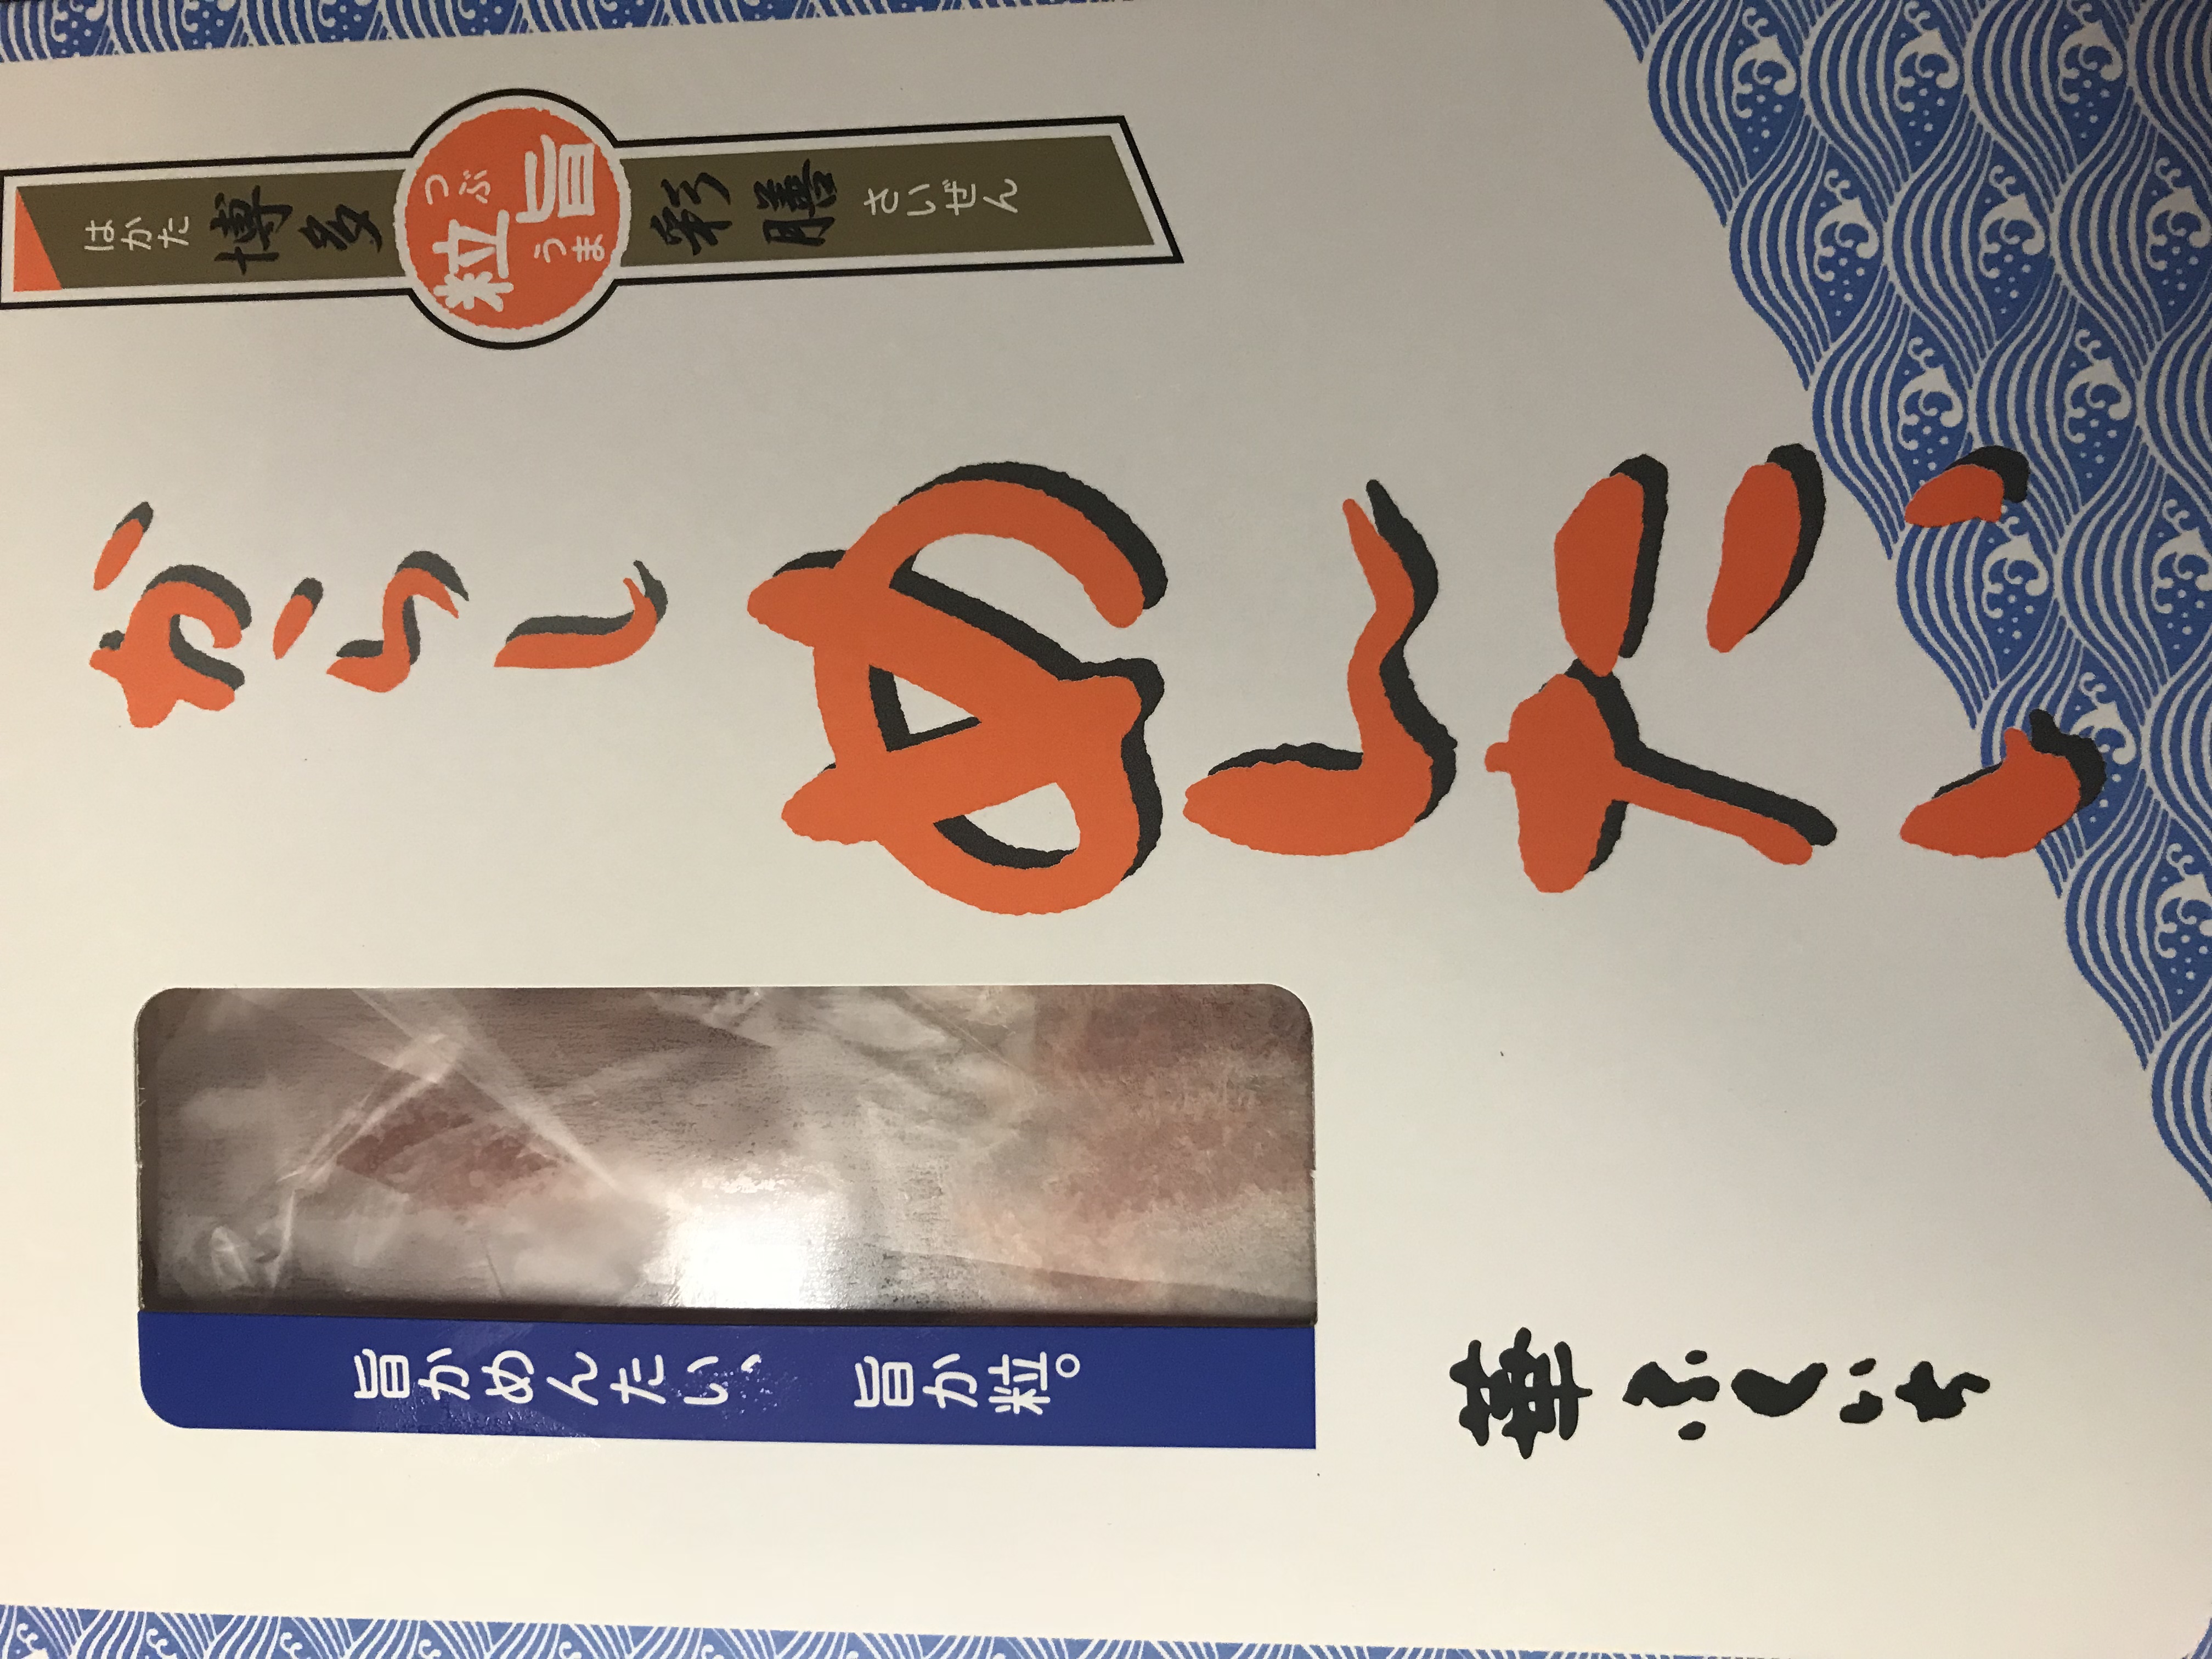 はかた
博多
つぶ
粒
旨
うま
彩膳
さいぜん
からし
めんたい
旨かめんたい、 旨か粒。
華ふくいち